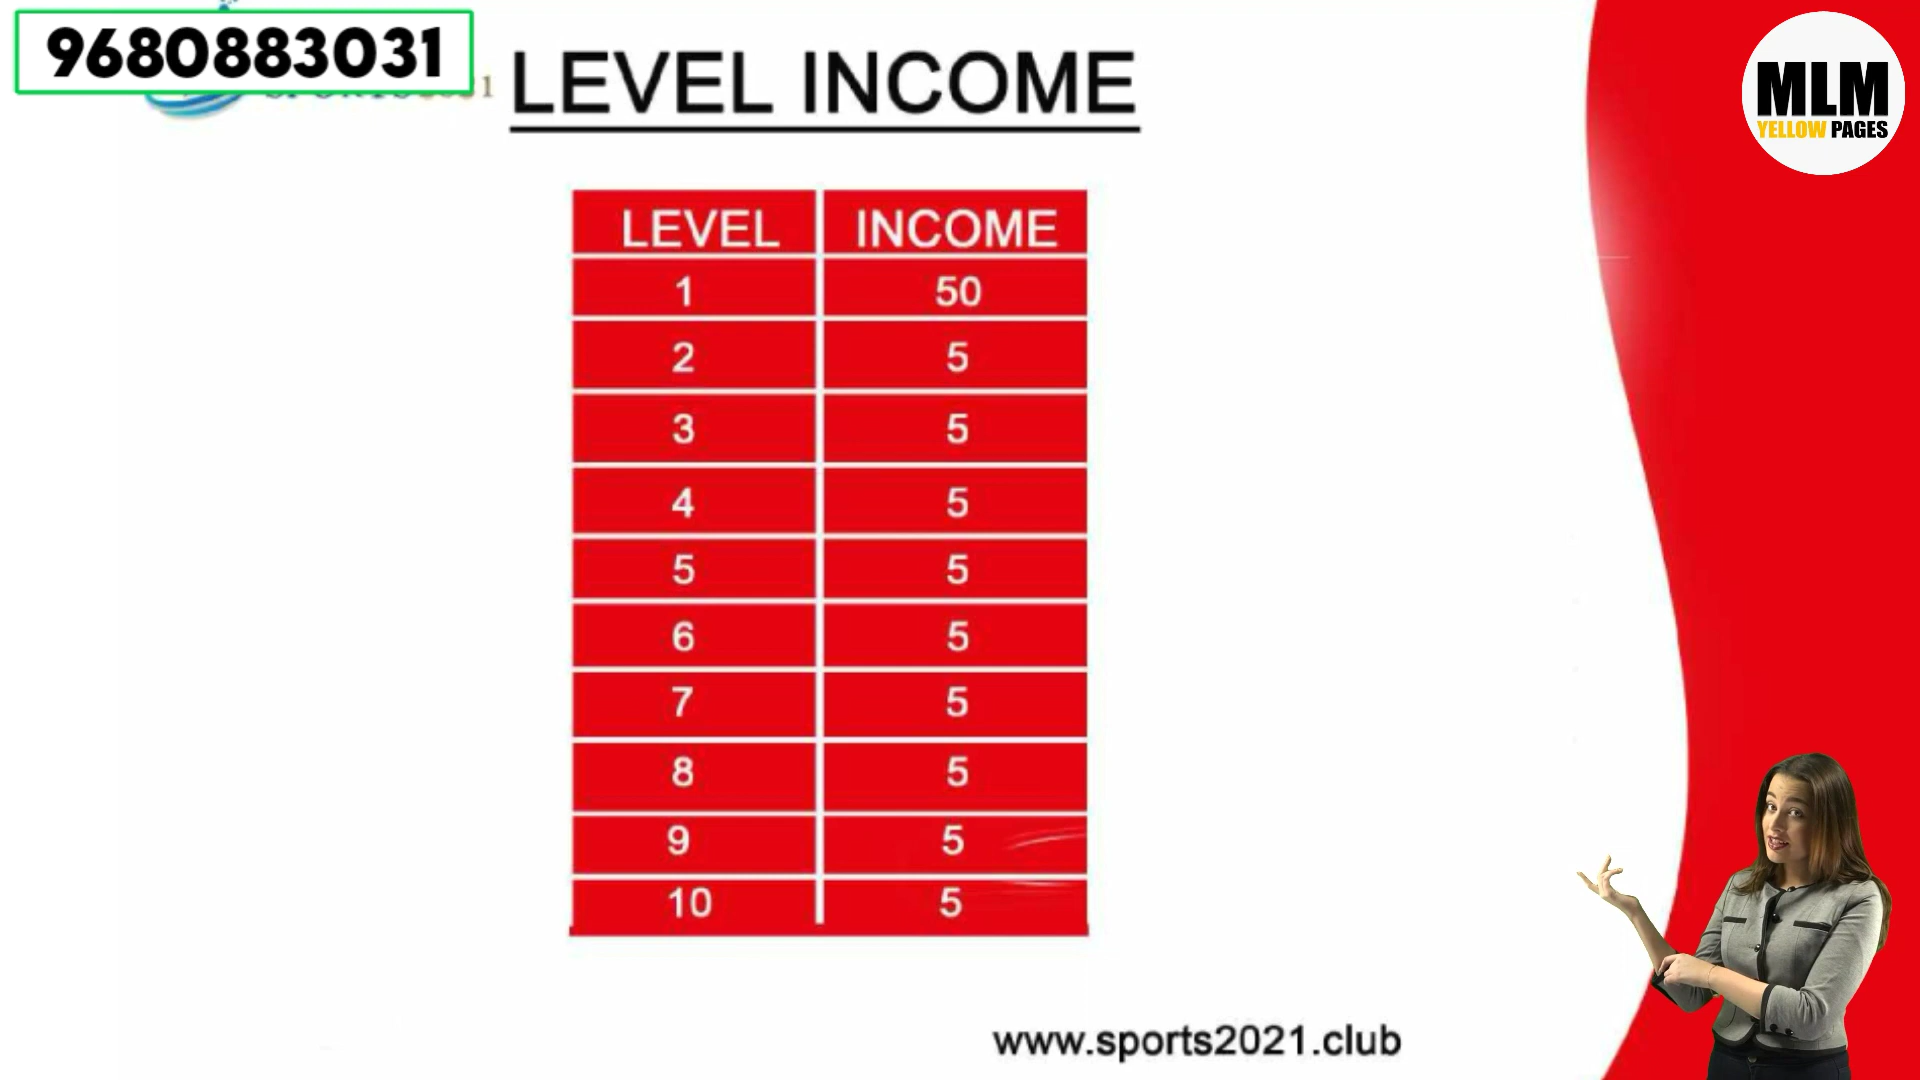 9680883031
LEVEL INCOME
MLM
YELLOW PAGES
LEVEL INCOME
1 50
2 5
3 5
4 5
5 5
6 5
7 5
8 5
9 5
10 5
www.sports2021.club